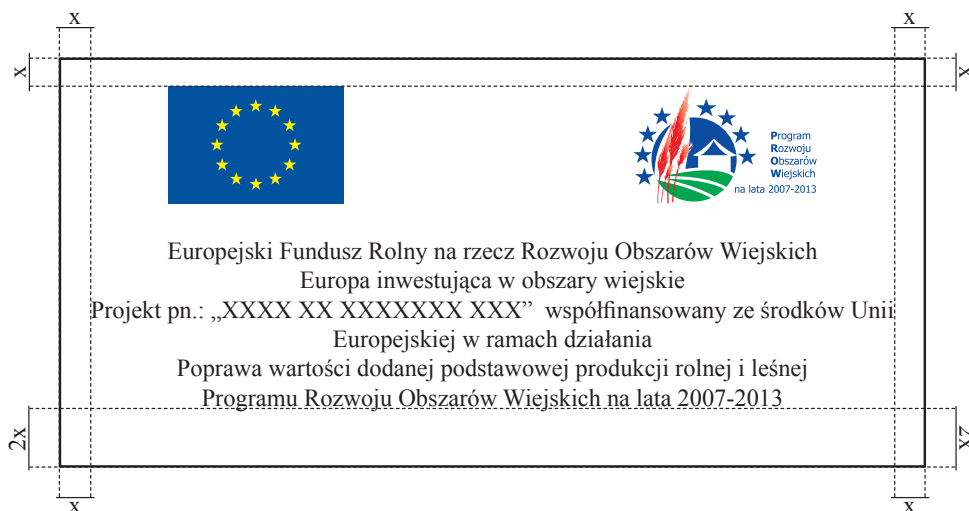 x
x
x
x
Program
Rozwoju
Obszarów
Wiejskich
na lata 2007-2013
Europejski Fundusz Rolny na rzecz Rozwoju Obszarów Wiejskich
Europa inwestująca w obszary wiejskie
Projekt pn.: „XXXX XX XXXXXXX XXX” współfinansowany ze środków Unii
Europejskiej w ramach działania
Poprawa wartości dodanej podstawowej produkcji rolnej i leśnej
Programu Rozwoju Obszarów Wiejskich na lata 2007-2013
2x
2x
x
x